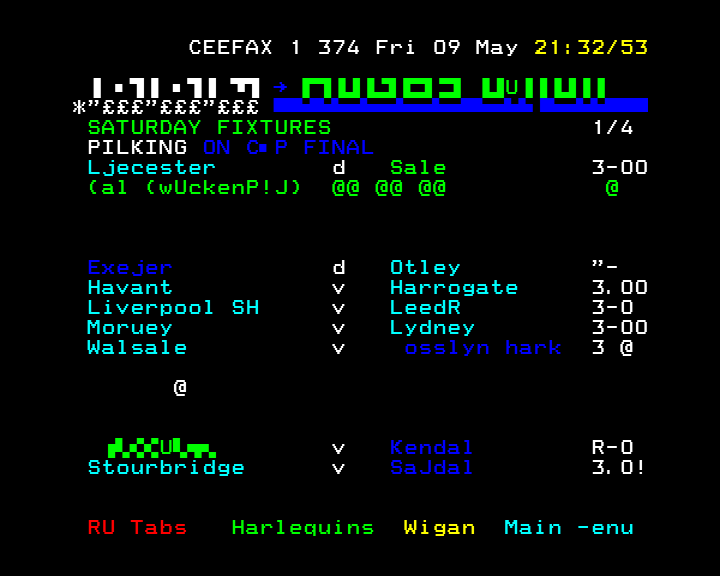 CEEFAX 1 374 Fri 09 May 21:32/53
*”£££”£££”£££
SATURDAY FIXTURES 1/4
PILKING ON C▪P FINAL
Ljecester d Sale 3-00
(al (wUckenP!J) @@ @@ @@ @
Exejer d Otley ”-
Havant v Harrogate 3.00
Liverpool SH v LeedR 3-0
Moruey v Lydney 3-00
Walsale v osslyn hark 3 @
@
v Kendal R-0
Stourbridge v SaJdal 3.0!
RU Tabs Harlequins Wigan Main -enu